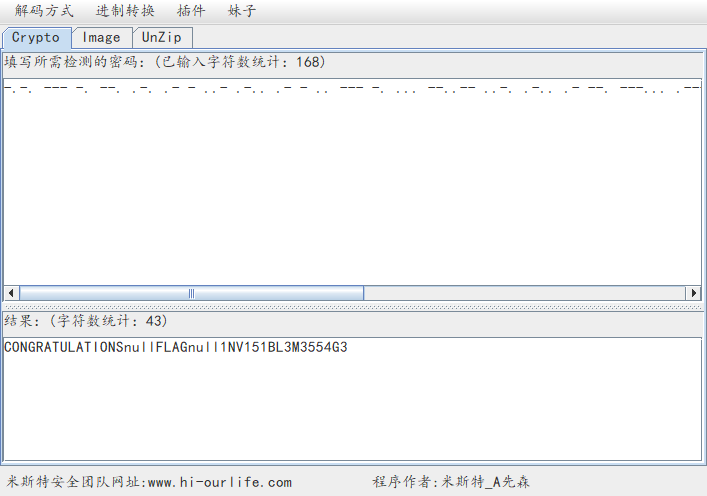 解码方式 进制转换 插件 妹子
Crypto Image UnZip
填写所需检测的密码：(已输入字符数统计：168)
-.-. --- -. --. .-. .- - ..- .-.. .- - .. --- -. ... --..-- ..-. .-.. .- --. ---... .--
结果：(字符数统计：43)
CONGRATULATIONSnullFLAGnull1NV151BL3M3554G3
米斯特安全团队网址:www.hi-ourlife.com 程序作者:米斯特_A先森